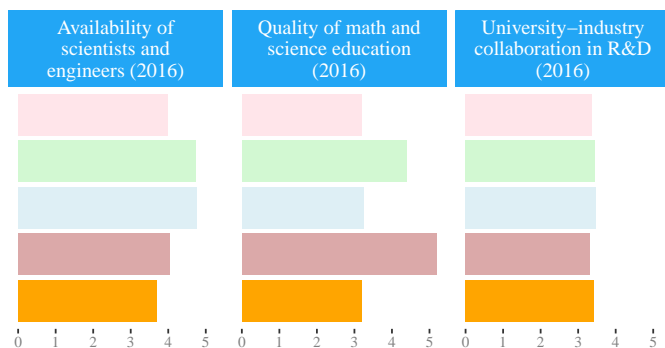 Availability of
scientists and
engineers (2016)
Quality of math and
science education
(2016)
University−industry
collaboration in R&D
(2016)
0 1 2 3 4 5
0 1 2 3 4 5
0 1 2 3 4 5